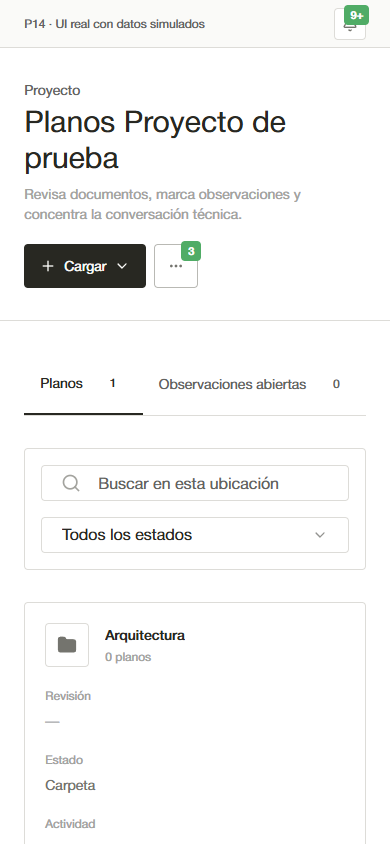 P14 · UI real con datos simulados
9+
Proyecto
Planos Proyecto de
prueba
Revisa documentos, marca observaciones y
concentra la conversación técnica.
Cargar
3
Planos 1
Observaciones abiertas 0
Buscar en esta ubicación
Todos los estados
Arquitectura
0 planos
Revisión
—
Estado
Carpeta
Actividad